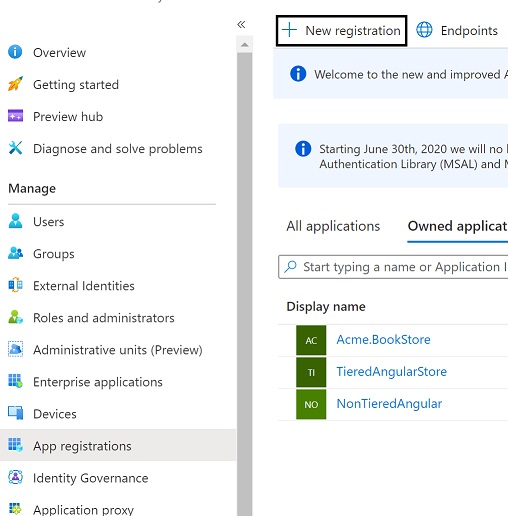 «
Overview
Getting started
Preview hub
Diagnose and solve problems
Manage
Users
Groups
External Identities
Roles and administrators
Administrative units (Preview)
Enterprise applications
Devices
App registrations
Identity Governance
Application proxy
+ New registration Endpoints
Welcome to the new and improved A
Starting June 30th, 2020 we will no
Authentication Library (MSAL) and M
All applications Owned applicat
Start typing a name or Application I
Display name
AC Acme.BookStore
TI TieredAngularStore
NO NonTieredAngular